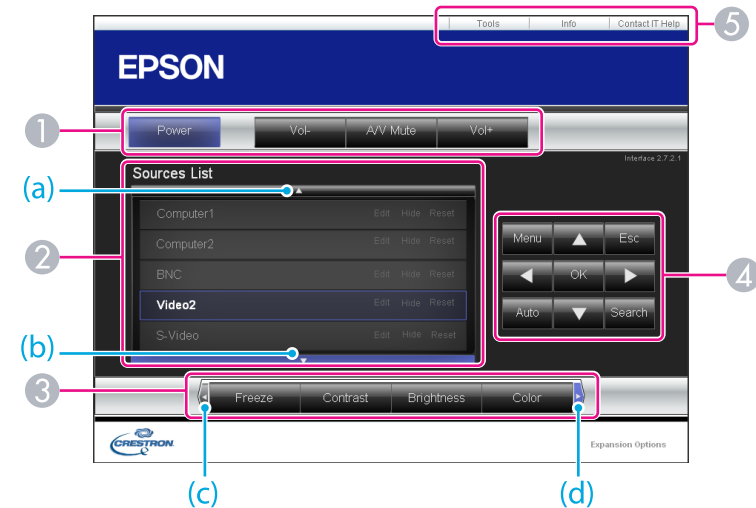 Tools Info Contact IT Help 5
EPSON
1 Power Vol- A/V Mute Vol+
Interface 2.7.2.1
Sources List
(a)
Computer1 Edit Hide Reset
Computer2 Edit Hide Reset
2 BNC Edit Hide Reset
Video2 Edit Hide Reset
S-Video Edit Hide Reset
(b)
Menu Esc
OK 4
Auto Search
3 Freeze Contrast Brightness Color
CRESTRON. Expansion Options
(c) (d)